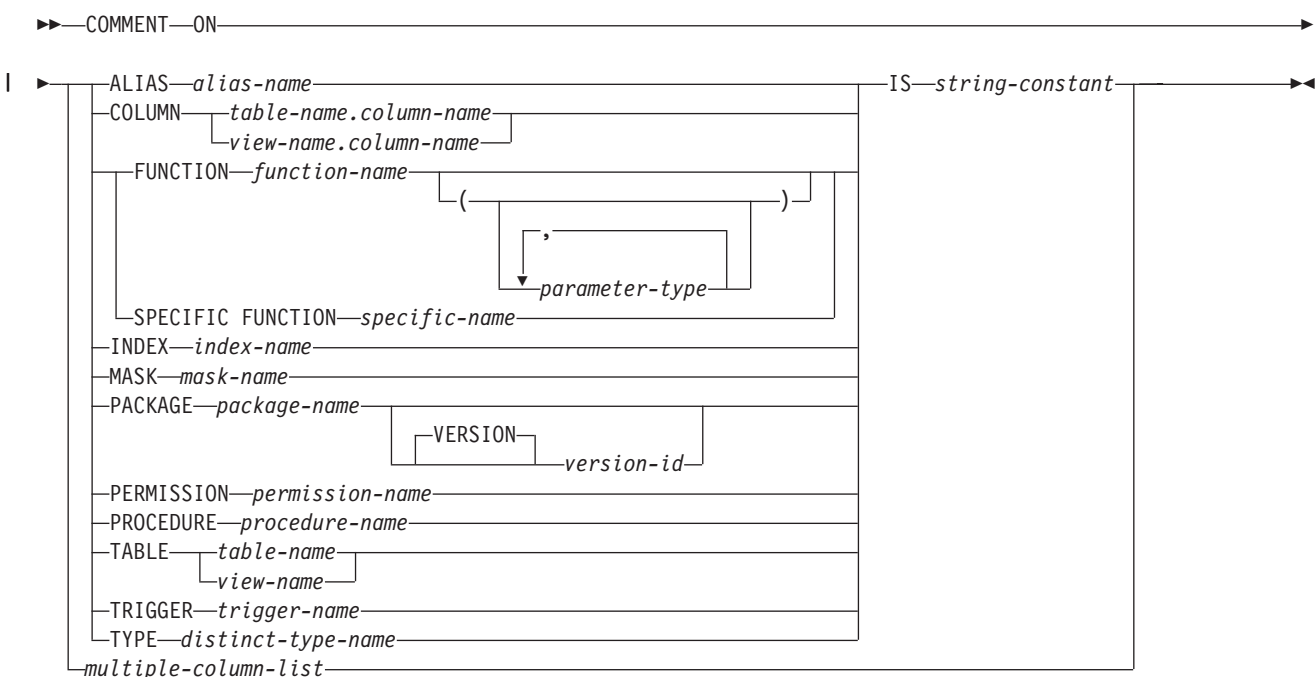 COMMENT ON
ALIAS alias-name IS string-constant
COLUMN table-name.column-name
view-name.column-name
FUNCTION function-name
( )
,
parameter-type
SPECIFIC FUNCTION specific-name
INDEX index-name
MASK mask-name
PACKAGE package-name
VERSION
version-id
PERMISSION permission-name
PROCEDURE procedure-name
TABLE table-name
view-name
TRIGGER trigger-name
TYPE distinct-type-name
multiple-column-list